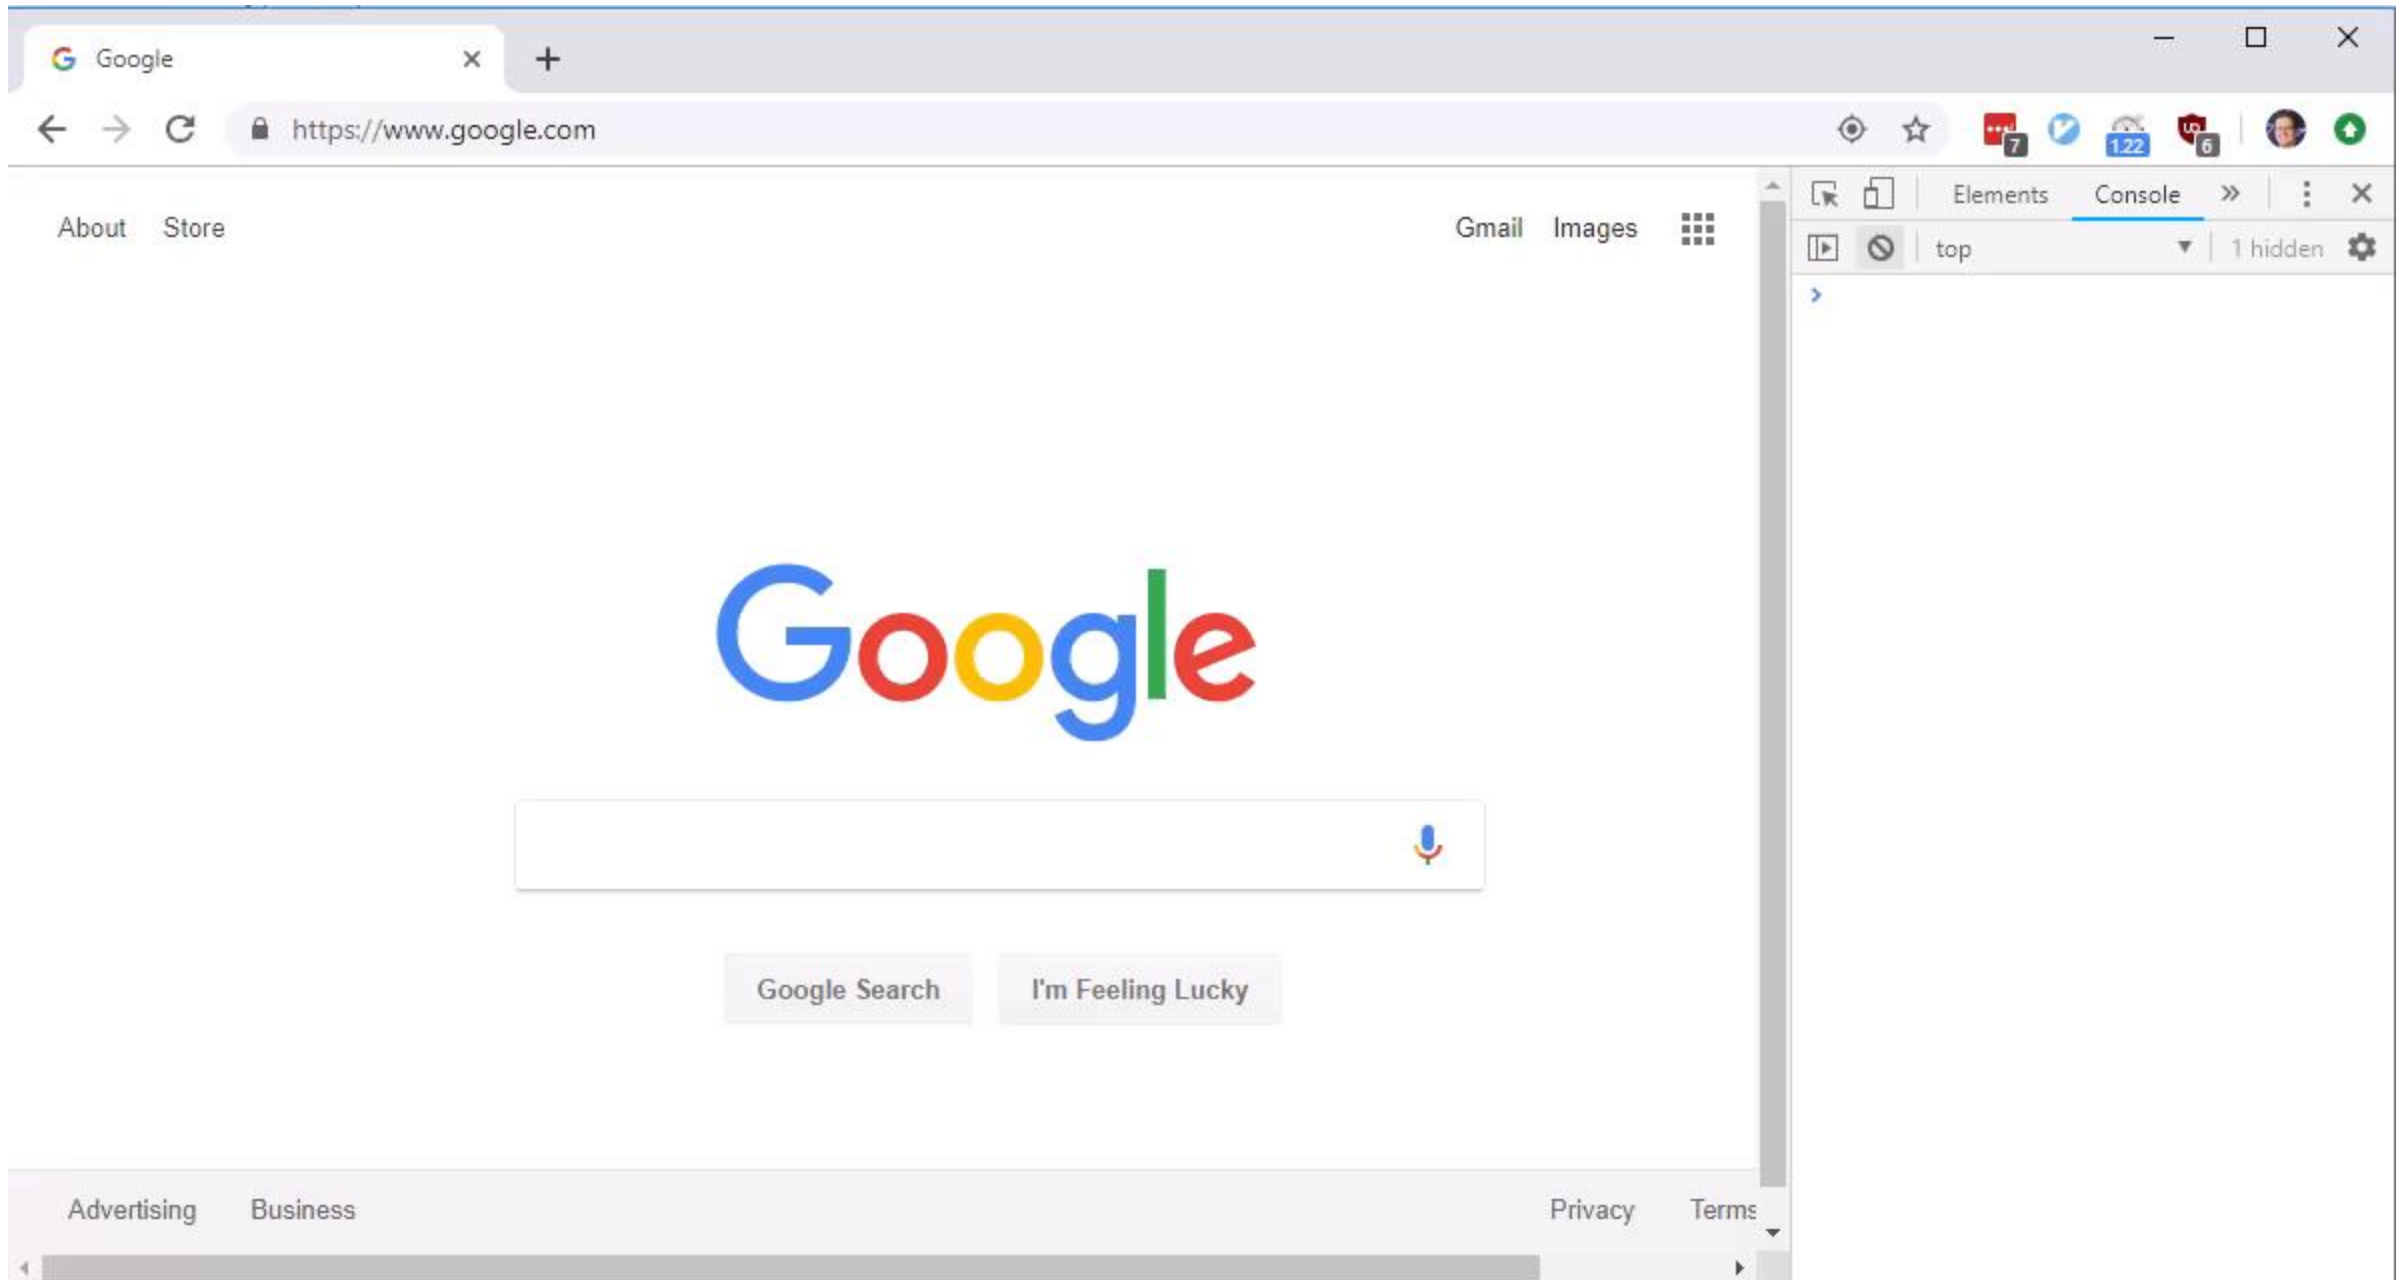 Google
https://www.google.com
7
1.22
6
Elements Console
About Store
Gmail Images
top
1 hidden
Google
Google Search I'm Feeling Lucky
Advertising Business
Privacy Terms